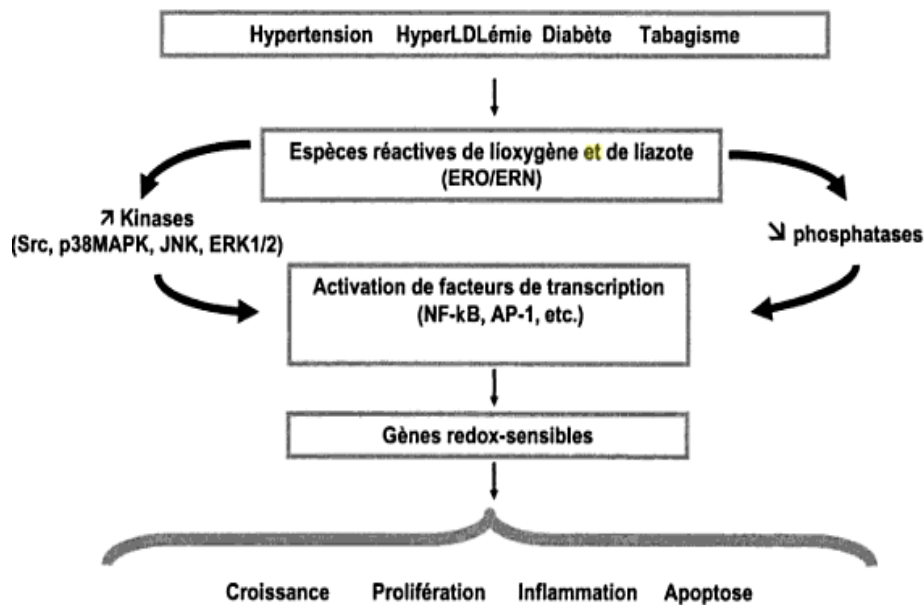 Hypertension HyperLDLémie Diabète Tabagisme
Espèces réactives de lioxygène et de liazote
(ERO/ERN)
↗ Kinases
(Src, p38MAPK, JNK, ERK1/2)
↘ phosphatases
Activation de facteurs de transcription
(NF-kB, AP-1, etc.)
Gènes redox-sensibles
Croissance Prolifération Inflammation Apoptose